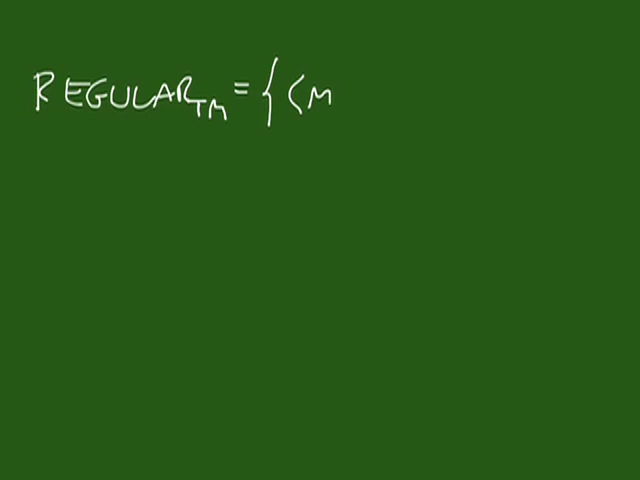 REGULAR_TM = { ⟨M